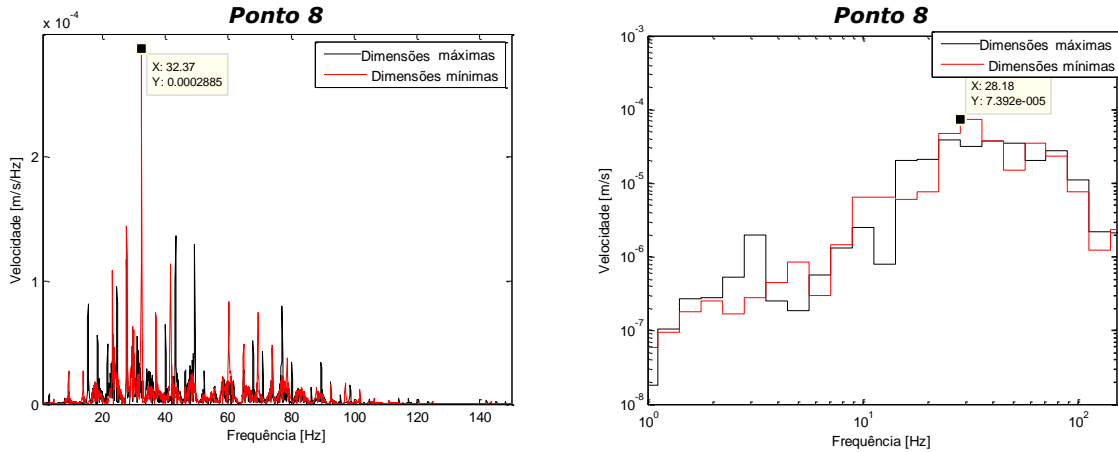 Ponto 8
x 10^-4
Dimensões máximas
Dimensões mínimas
X: 32.37
Y: 0.0002885
Velocidade [m/s/Hz]
2
4
0
20 40 60 80 100 120 140
Frequência [Hz]
Ponto 8
10^-3
Dimensões máximas
Dimensões mínimas
X: 28.18
Y: 7.392e-005
10^-4
10^-5
Velocidade [m/s]
10^-6
10^-7
10^-8
10^0 10^1 10^2
Frequência [Hz]